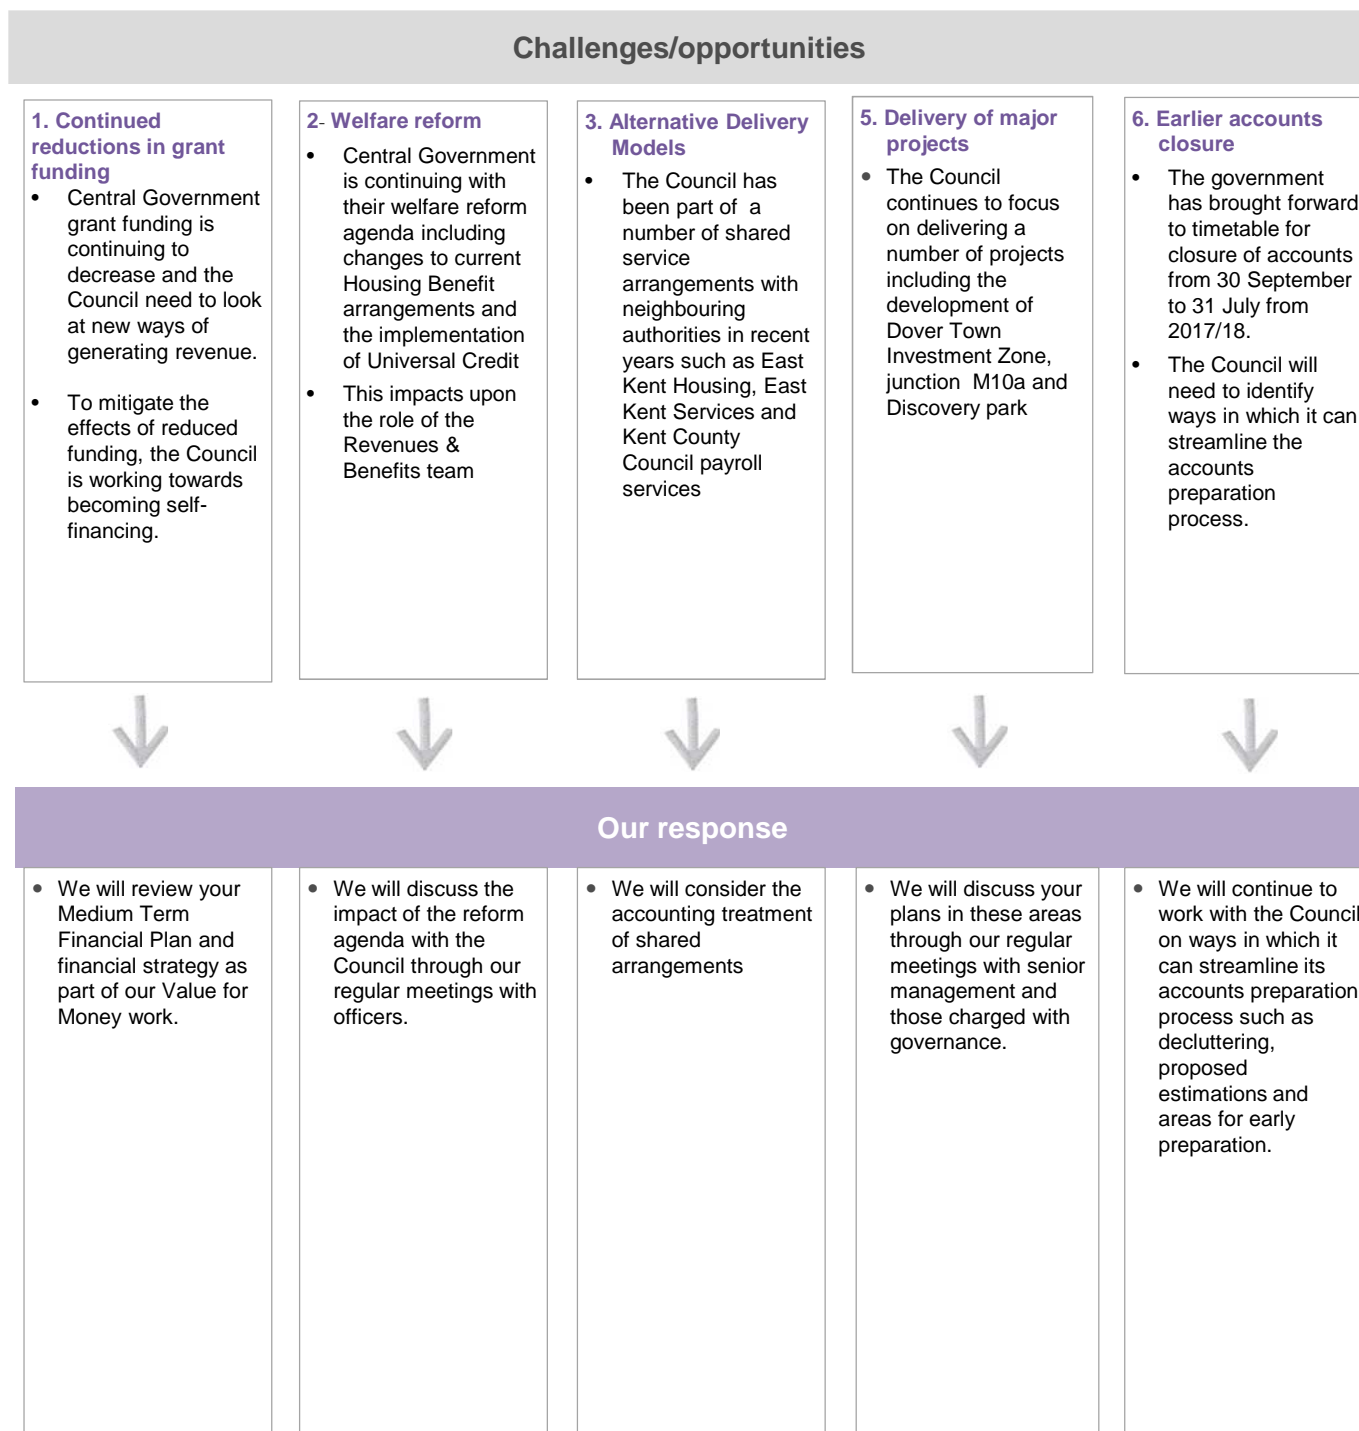 Challenges/opportunities
1. Continued
reductions in grant
funding
• Central Government
grant funding is
continuing to
decrease and the
Council need to look
at new ways of
generating revenue.
• To mitigate the
effects of reduced
funding, the Council
is working towards
becoming self-
financing.
2- Welfare reform
• Central Government
is continuing with
their welfare reform
agenda including
changes to current
Housing Benefit
arrangements and
the implementation
of Universal Credit
• This impacts upon
the role of the
Revenues &
Benefits team
3. Alternative Delivery
Models
• The Council has
been part of a
number of shared
service
arrangements with
neighbouring
authorities in recent
years such as East
Kent Housing, East
Kent Services and
Kent County
Council payroll
services
5. Delivery of major
projects
• The Council
continues to focus
on delivering a
number of projects
including the
development of
Dover Town
Investment Zone,
junction M10a and
Discovery park
6. Earlier accounts
closure
• The government
has brought forward
to timetable for
closure of accounts
from 30 September
to 31 July from
2017/18.
• The Council will
need to identify
ways in which it can
streamline the
accounts
preparation
process.
Our response
• We will review your
Medium Term
Financial Plan and
financial strategy as
part of our Value for
Money work.
• We will discuss the
impact of the reform
agenda with the
Council through our
regular meetings with
officers.
• We will consider the
accounting treatment
of shared
arrangements
• We will discuss your
plans in these areas
through our regular
meetings with senior
management and
those charged with
governance.
• We will continue to
work with the Council
on ways in which it
can streamline its
accounts preparation
process such as
decluttering,
proposed
estimations and
areas for early
preparation.